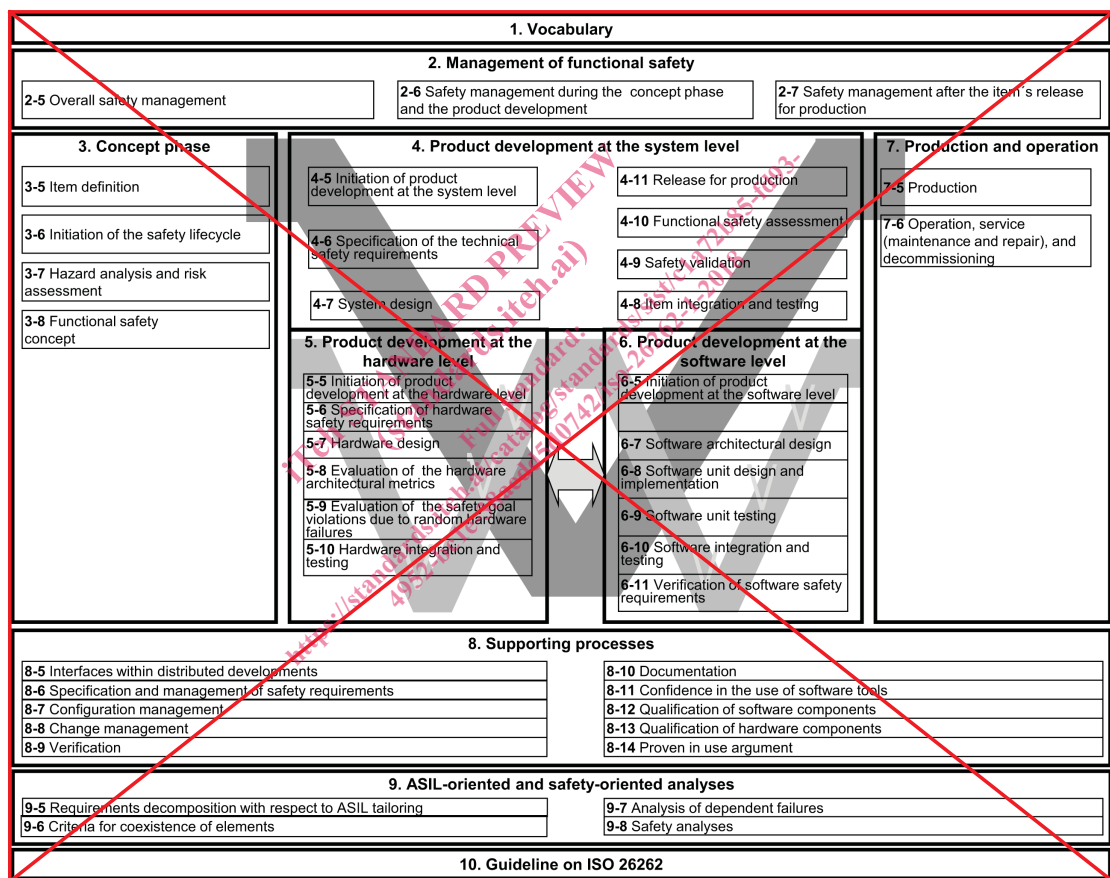 1. Vocabulary
2. Management of functional safety
2-5 Overall safety management
2-6 Safety management during the concept phase
and the product development
2-7 Safety management after the item´s release
for production
3. Concept phase
3-5 Item definition
3-6 Initiation of the safety lifecycle
3-7 Hazard analysis and risk
assessment
3-8 Functional safety
concept
4. Product development at the system level
4-5 Initiation of product
development at the system level
4-6 Specification of the technical
safety requirements
4-7 System design
4-11 Release for production
4-10 Functional safety assessment
4-9 Safety validation
4-8 Item integration and testing
7. Production and operation
7-5 Production
7-6 Operation, service
(maintenance and repair), and
decommissioning
5. Product development at the
hardware level
5-5 Initiation of product
development at the hardware level
5-6 Specification of hardware
safety requirements
5-7 Hardware design
5-8 Evaluation of the hardware
architectural metrics
5-9 Evaluation of the safety goal
violations due to random hardware
failures
5-10 Hardware integration and
testing
6. Product development at the
software level
6-5 Initiation of product
development at the software level
6-7 Software architectural design
6-8 Software unit design and
implementation
6-9 Software unit testing
6-10 Software integration and
testing
6-11 Verification of software safety
requirements
8. Supporting processes
8-5 Interfaces within distributed developments
8-6 Specification and management of safety requirements
8-7 Configuration management
8-8 Change management
8-9 Verification
8-10 Documentation
8-11 Confidence in the use of software tools
8-12 Qualification of software components
8-13 Qualification of hardware components
8-14 Proven in use argument
9. ASIL-oriented and safety-oriented analyses
9-5 Requirements decomposition with respect to ASIL tailoring
9-6 Criteria for coexistence of elements
9-7 Analysis of dependent failures
9-8 Safety analyses
10. Guideline on ISO 26262
iTeh STANDARD PREVIEW
(standards.iteh.ai)
Full standard: